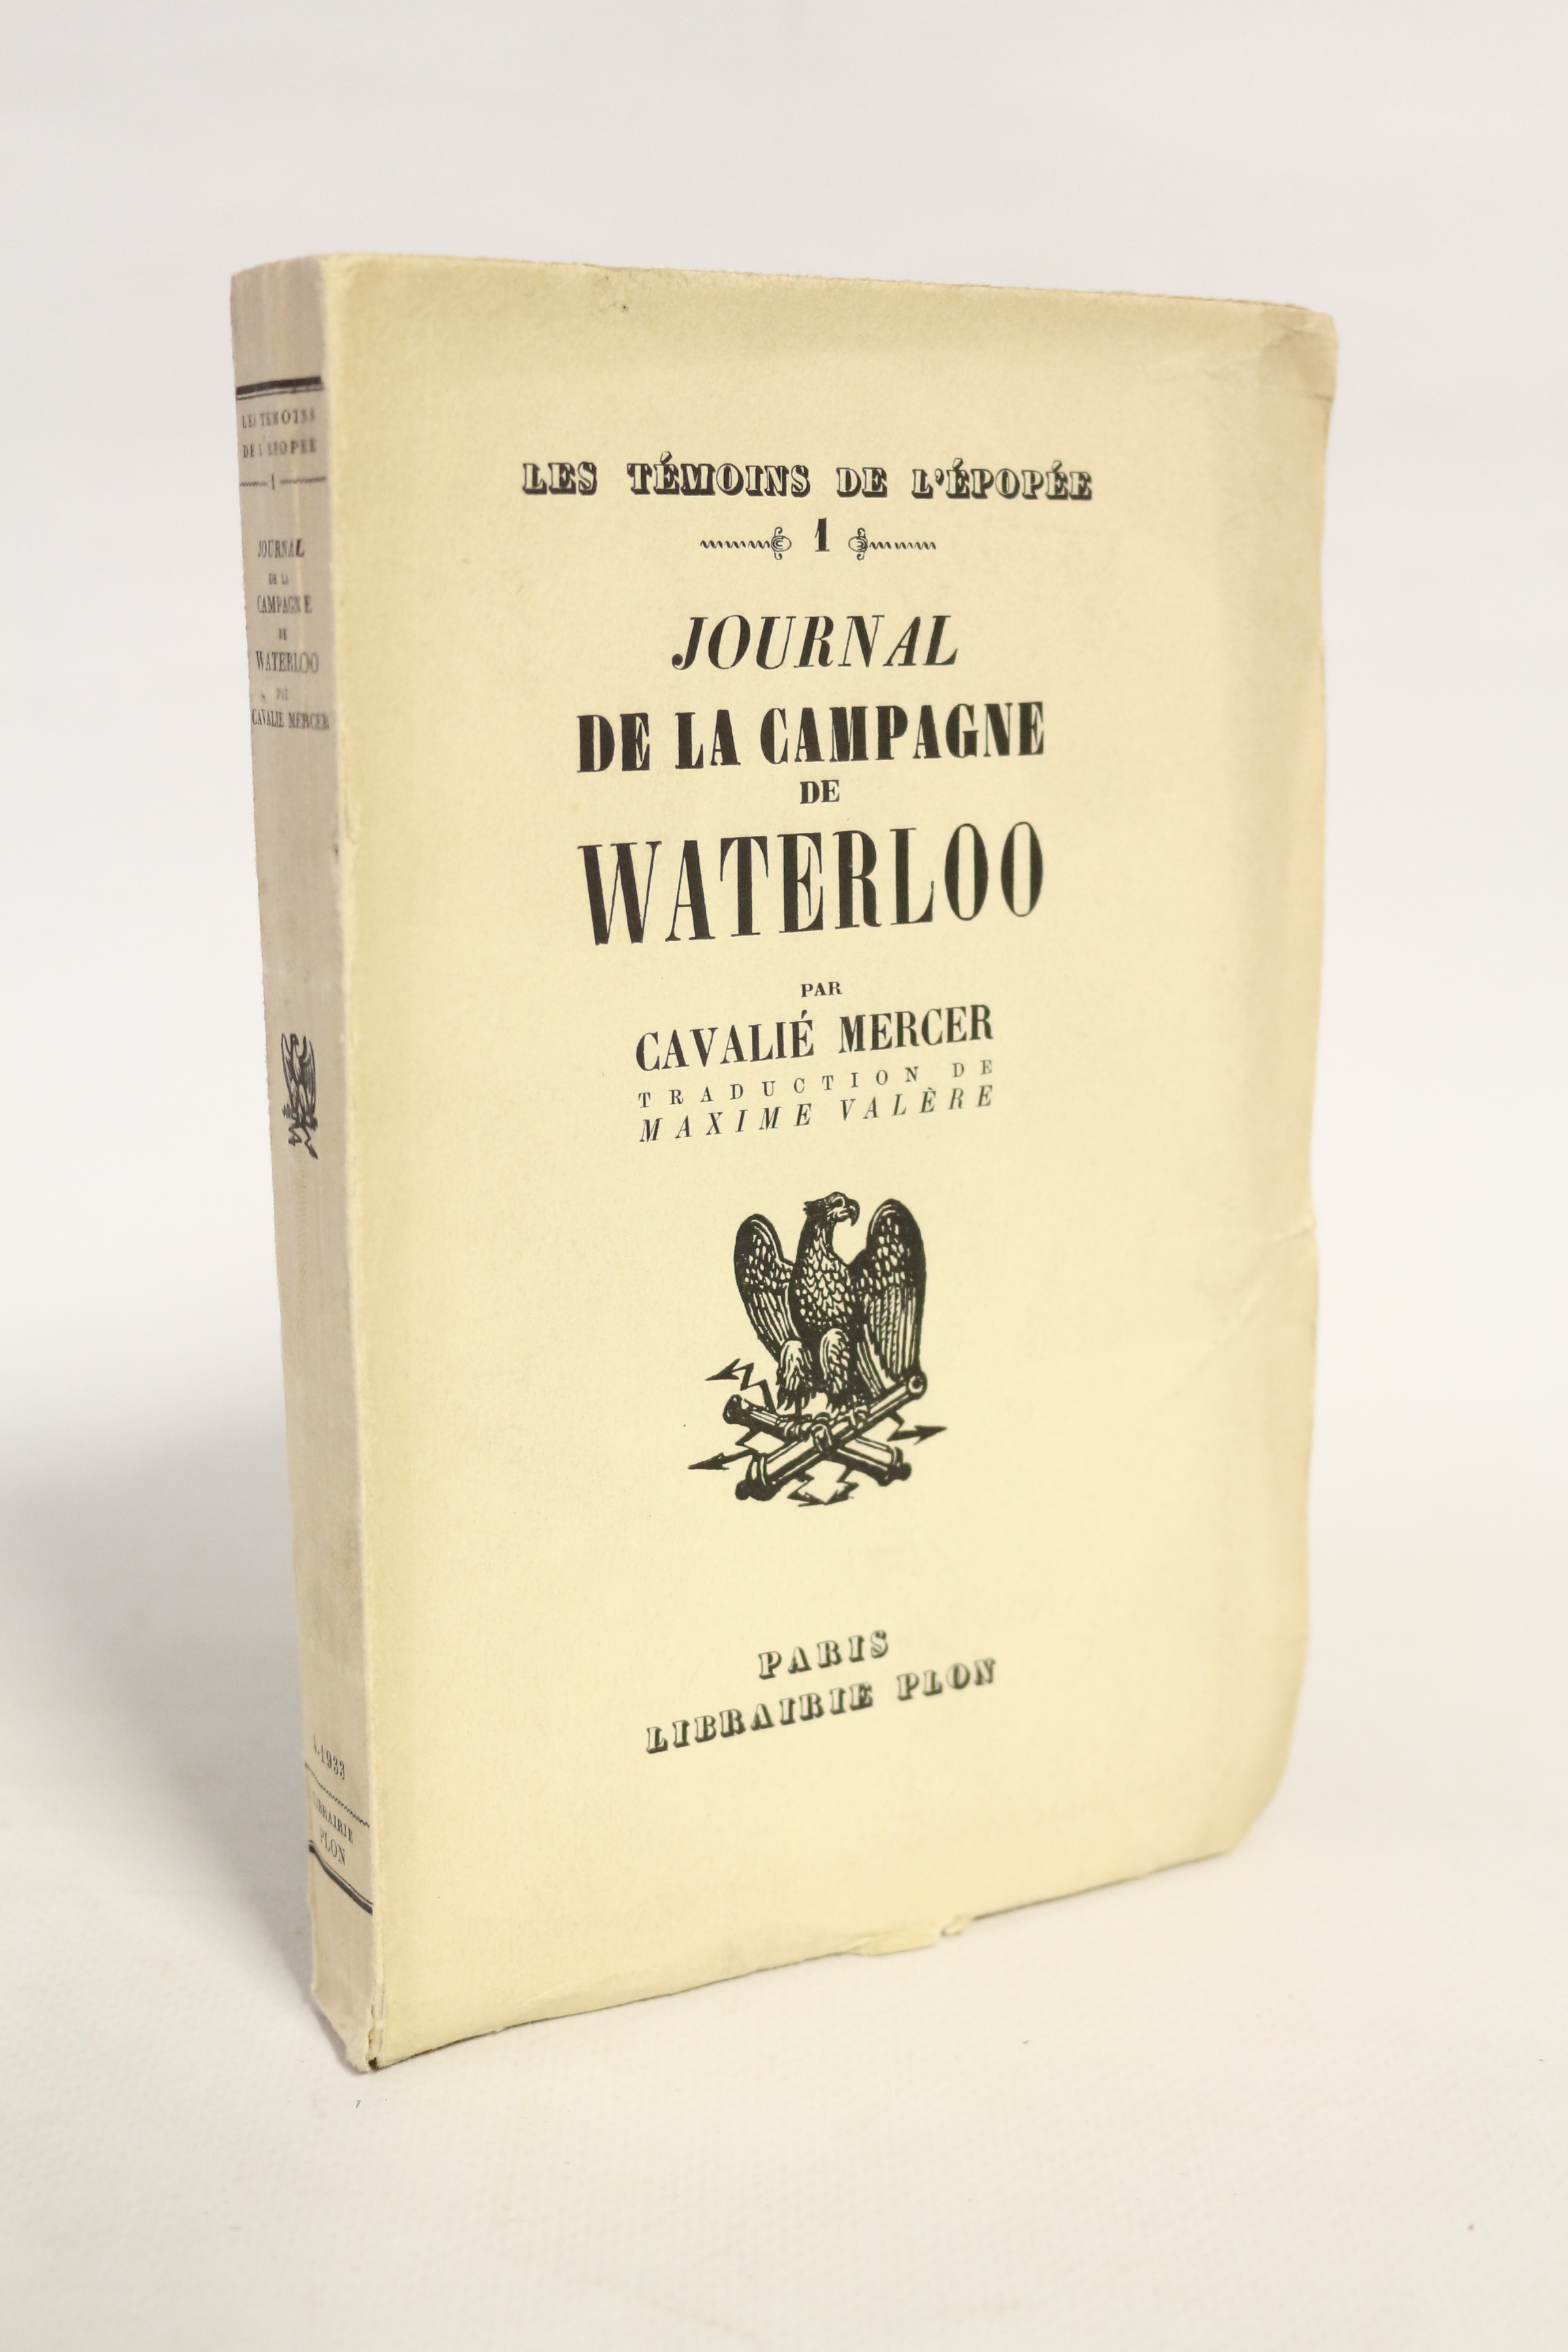 LES TÉMOINS
DE L'ÉPOPÉE
1
JOURNAL
DE LA
CAMPAGNE
DE
WATERLOO
PAR
CAVALIÉ MERCER
1933
LIBRAIRIE
PLON
LES TÉMOINS DE L'ÉPOPÉE
1
JOURNAL
DE LA CAMPAGNE
DE
WATERLOO
PAR
CAVALIÉ MERCER
TRADUCTION DE
MAXIME VALÈRE
PARIS
LIBRAIRIE PLON